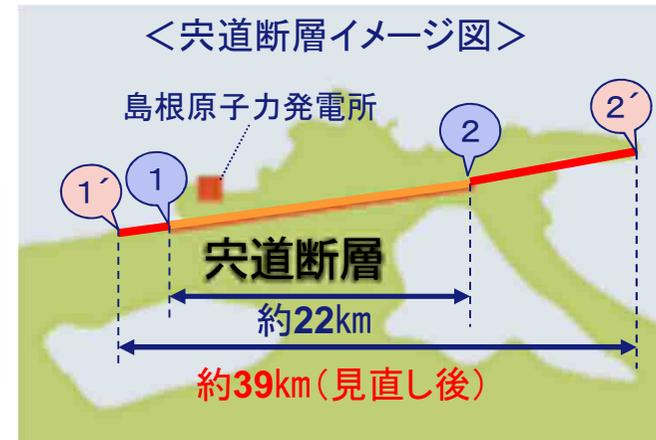 ＜宍道断層イメージ図＞
島根原子力発電所
2´
2
1
1´
宍道断層
約22㎞
約39㎞（見直し後）